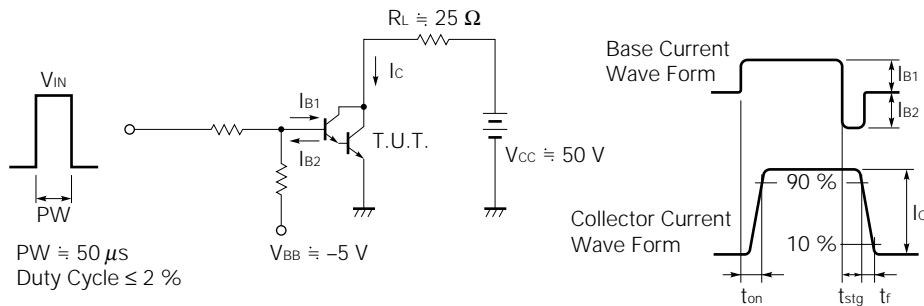 RL ≒ 25 Ω
VIN
IC
IB1
IB2
T.U.T.
VCC ≒ 50 V
PW
VBB ≒ –5 V
PW ≒ 50 μs
Duty Cycle ≤ 2 %
Base Current
Wave Form
IB1
IB2
Collector Current
Wave Form
90 %
10 %
IC
ton
tstg
tf